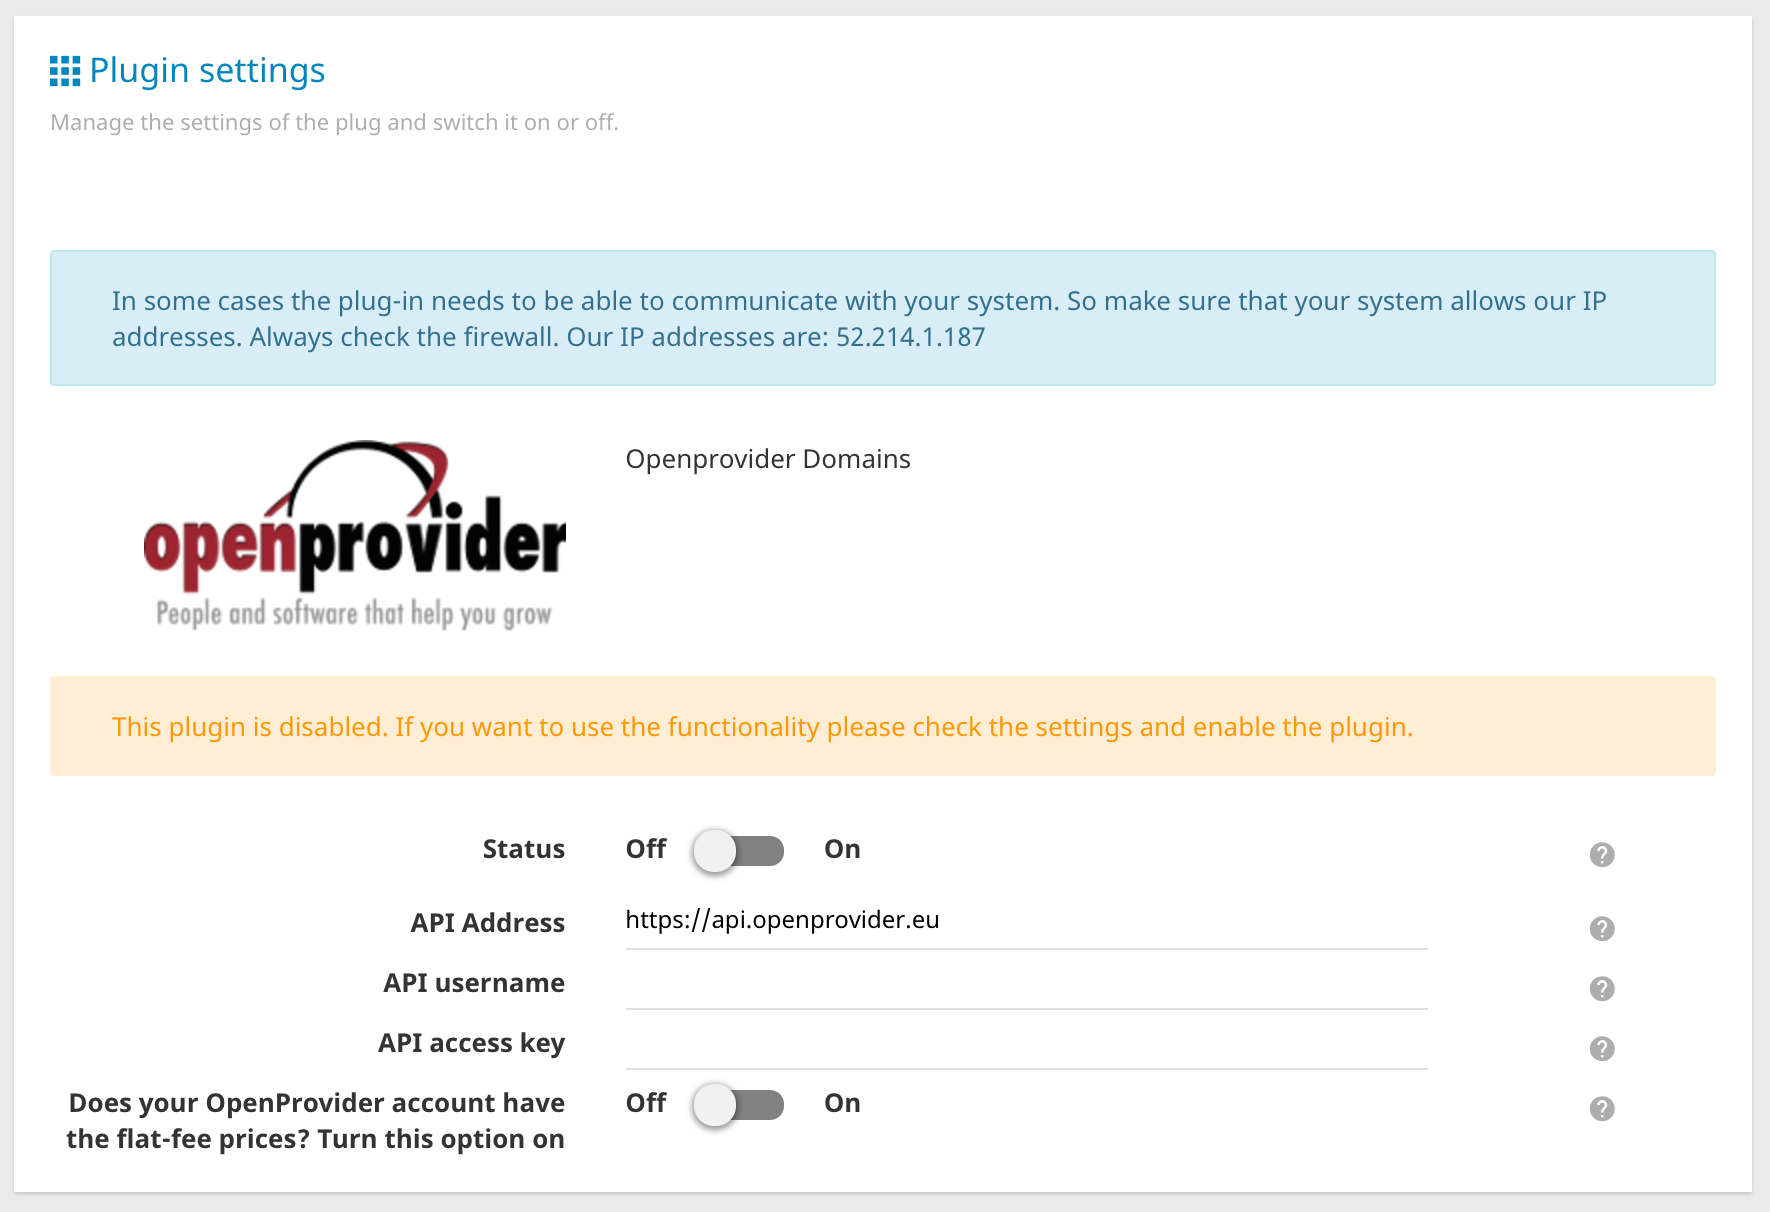 Plugin settings
Manage the settings of the plug and switch it on or off.
In some cases the plug-in needs to be able to communicate with your system. So make sure that your system allows our IP
addresses. Always check the firewall. Our IP addresses are: 52.214.1.187
openprovider
People and software that help you grow
Openprovider Domains
This plugin is disabled. If you want to use the functionality please check the settings and enable the plugin.
Status Off On ?
API Address https://api.openprovider.eu ?
API username ?
API access key ?
Does your OpenProvider account have Off On ?
the flat-fee prices? Turn this option on